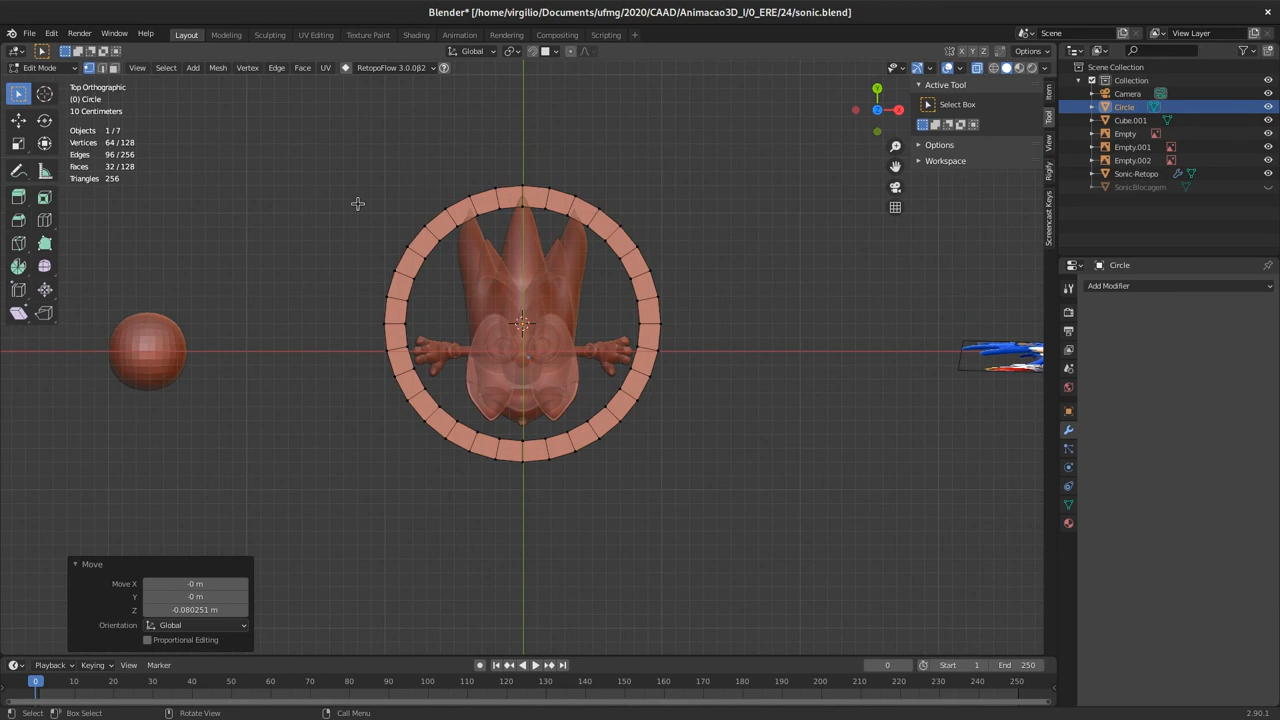 Blender* [/home/virgilio/Documents/ufmg/2020/CAAD/Animacao3D_I/0_ERE/24/sonic.blend]
File Edit Render Window Help Layout Modeling Sculpting UV Editing Texture Paint Shading Animation Rendering Compositing Scripting + Scene View Layer
Global X Y Z Options
Edit Mode View Select Add Mesh Vertex Edge Face UV RetopoFlow 3.0.0β2
Top Orthographic
(0) Circle
10 Centimeters
Objects 1 / 7
Vertices 64 / 128
Edges 96 / 256
Faces 32 / 128
Triangles 256
Y
Z
X
Active Tool
Select Box
Options
Workspace
Item
Tool
View
Rigify
Screencast Keys
Scene Collection
Collection
Camera
Circle
Cube.001
Empty
Empty.001
Empty.002
Sonic-Retopo
SonicBlocagem
Circle
Add Modifier
Move
Move X -0 m
Y -0 m
Z -0.080251 m
Orientation Global
Proportional Editing
Playback Keying View Marker 0 Start 1 End 250
0 10 20 30 40 50 60 70 80 90 100 110 120 130 140 150 160 170 180 190 200 210 220 230 240 250
Select Box Select Rotate View Call Menu 2.90.1